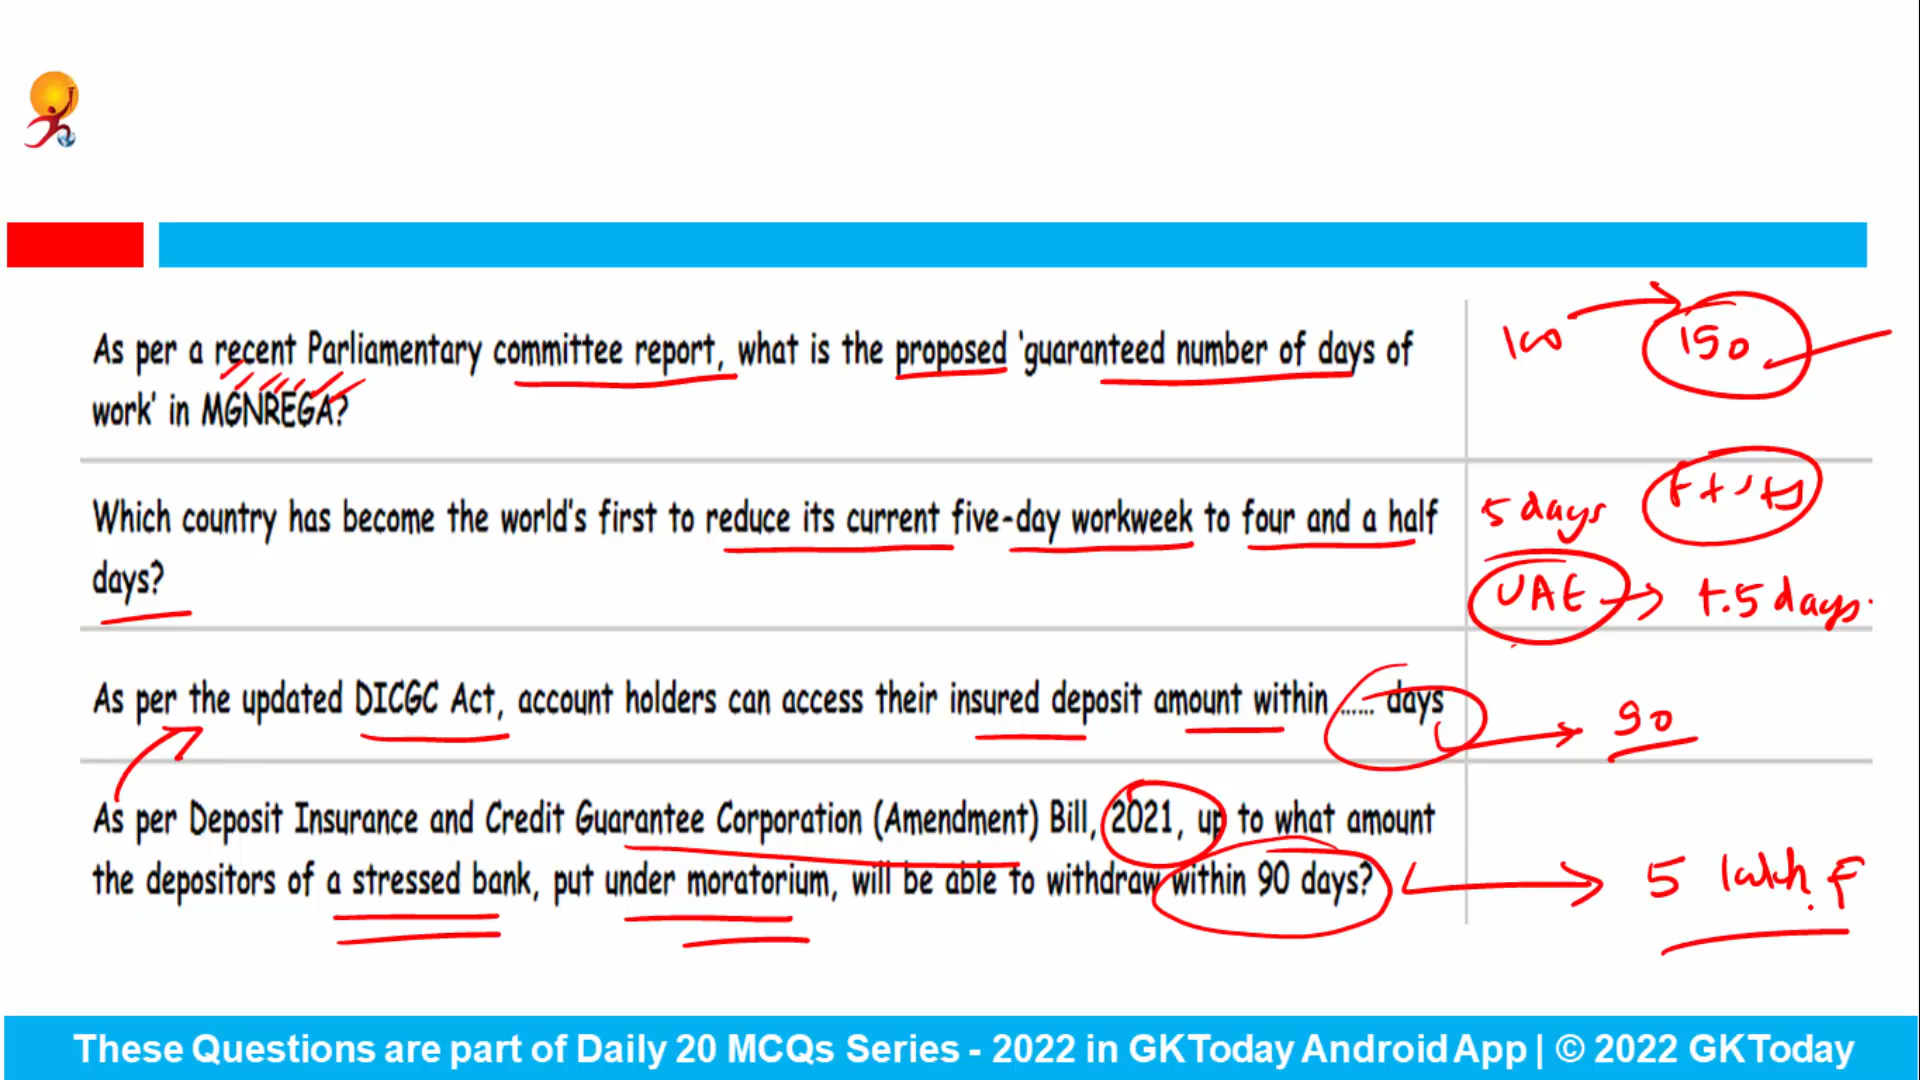 As per a recent Parliamentary committee report, what is the proposed 'guaranteed number of days of
work' in MGNREGA?
100 150
Which country has become the world's first to reduce its current five-day workweek to four and a half
days?
5 days
UAE 4.5 days.
As per the updated DICGC Act, account holders can access their insured deposit amount within ...... days
90
As per Deposit Insurance and Credit Guarantee Corporation (Amendment) Bill, 2021, up to what amount
the depositors of a stressed bank, put under moratorium, will be able to withdraw within 90 days?
5 lakh ₹
These Questions are part of Daily 20 MCQs Series - 2022 in GKToday Android App | © 2022 GKToday